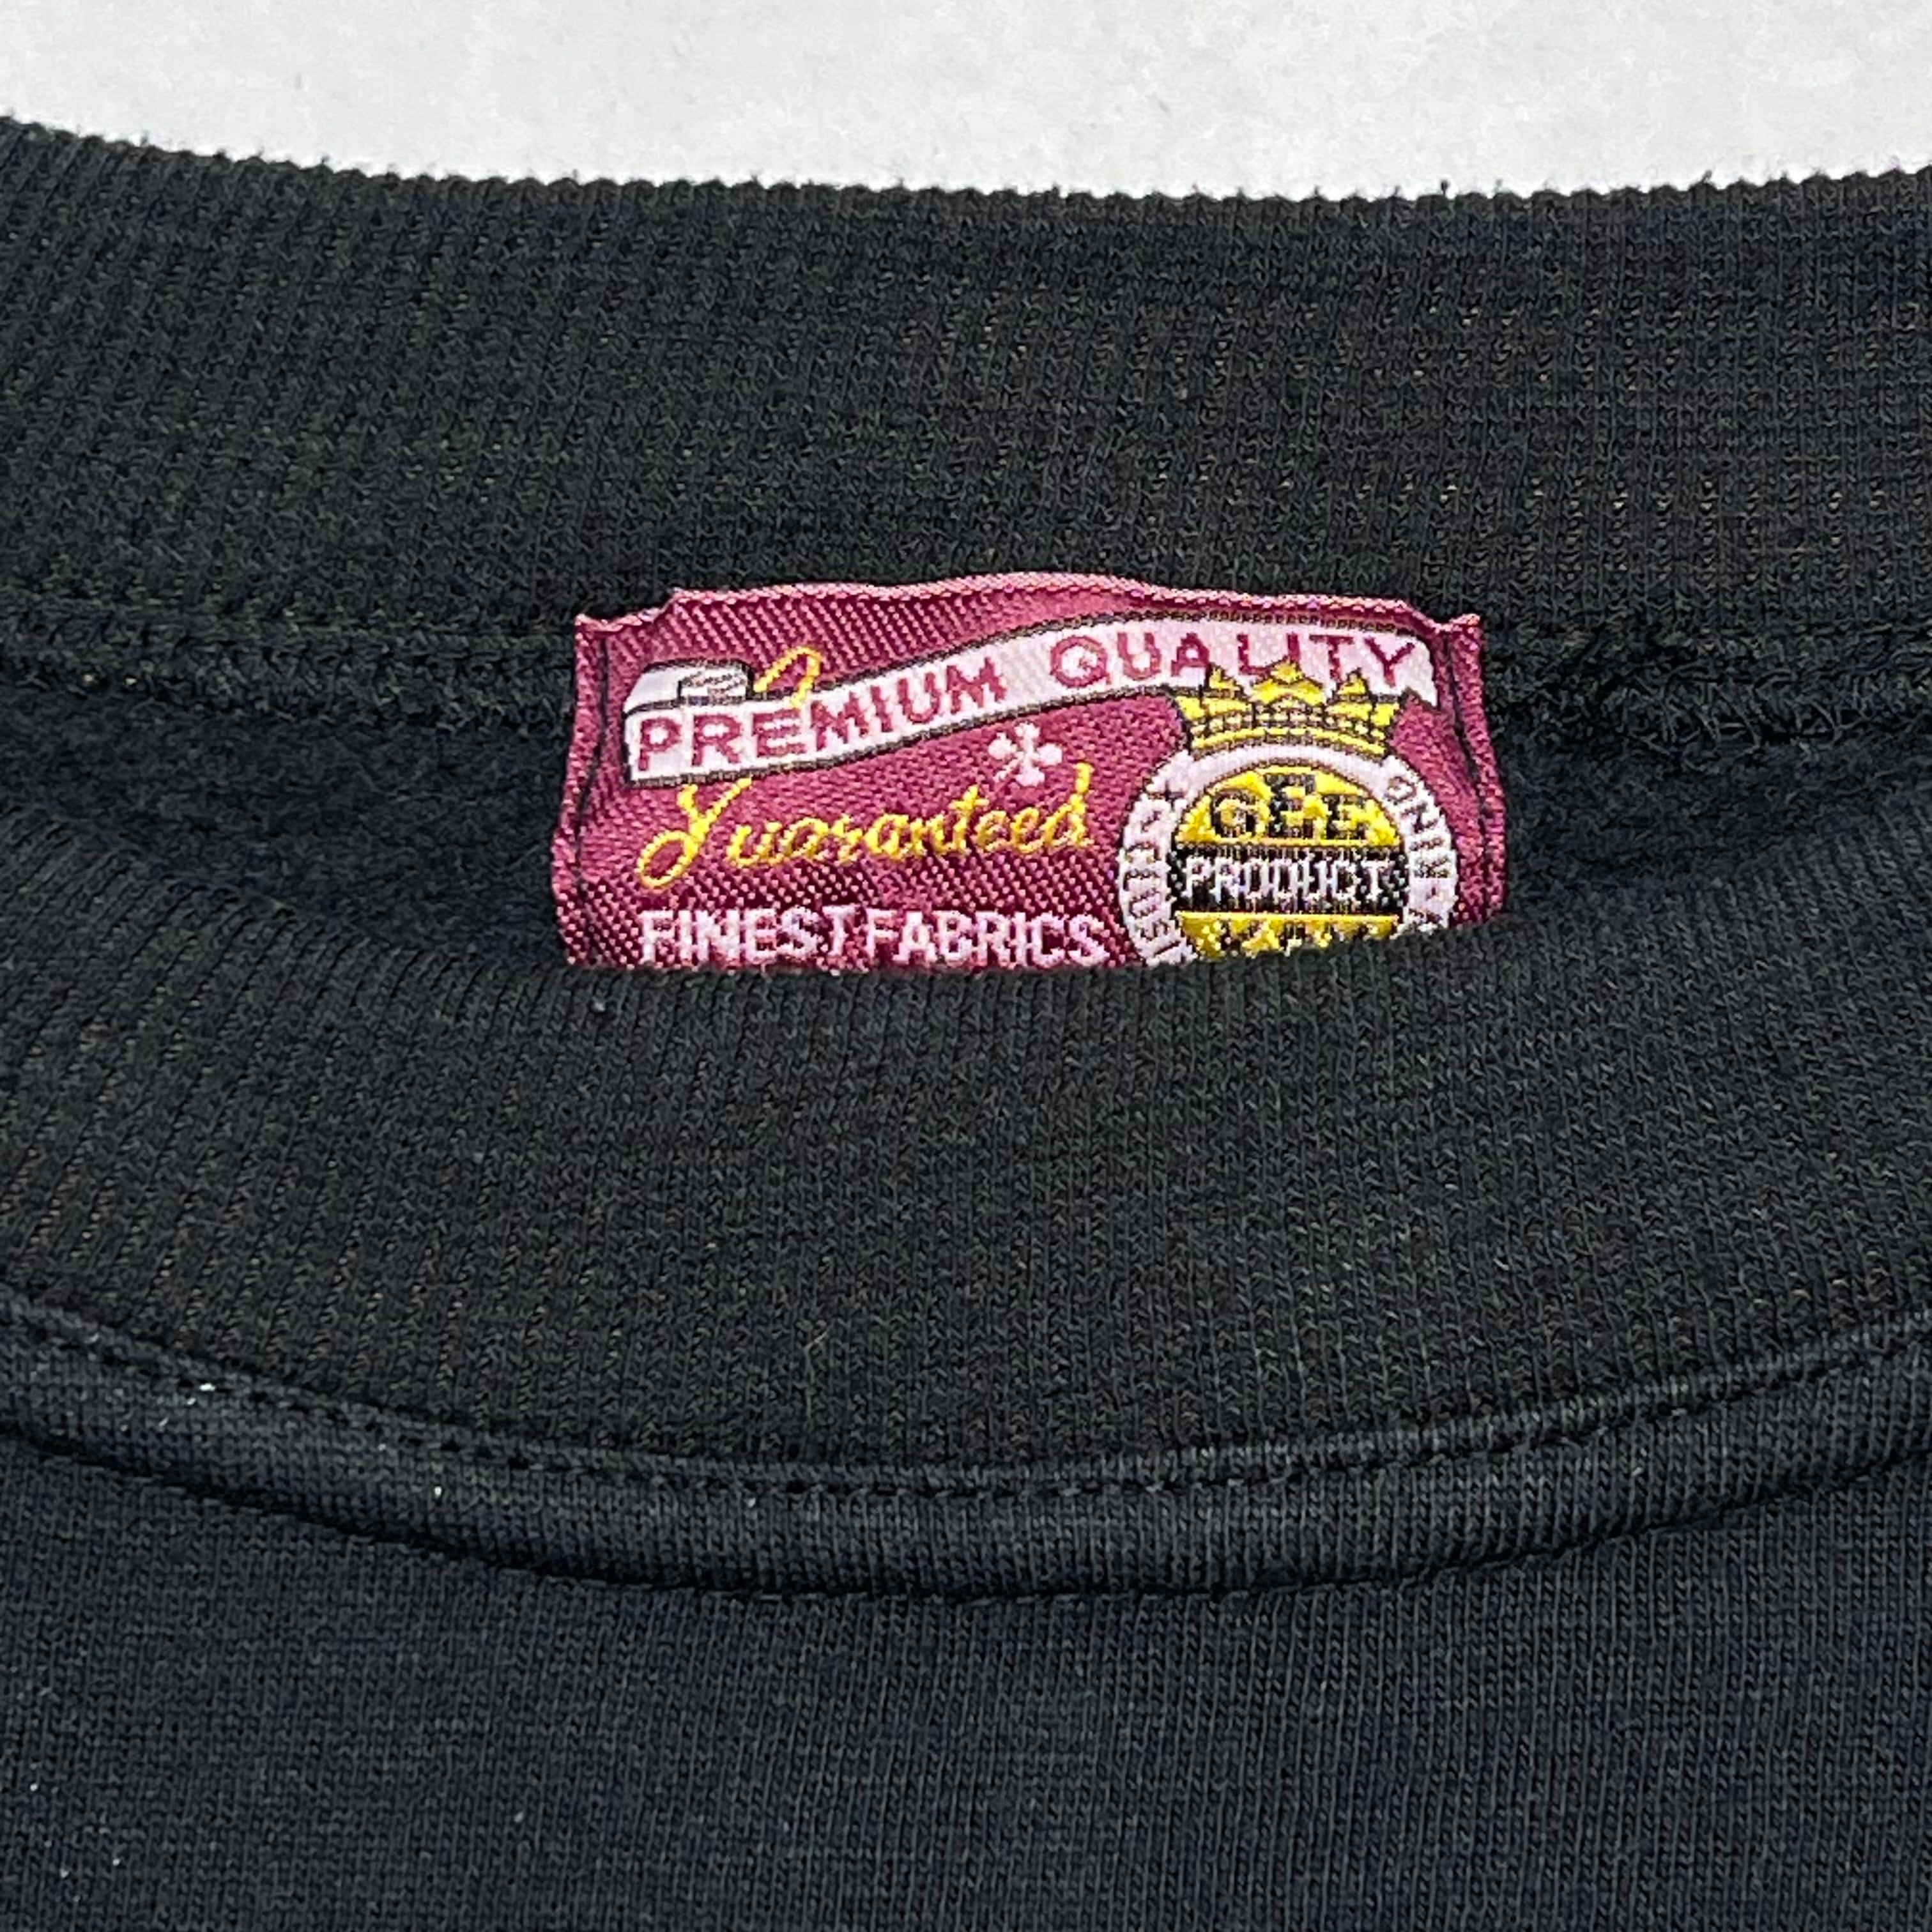 PREMIUM QUALITY
Guaranteed
FINEST FABRICS
GEE
PRODUCT